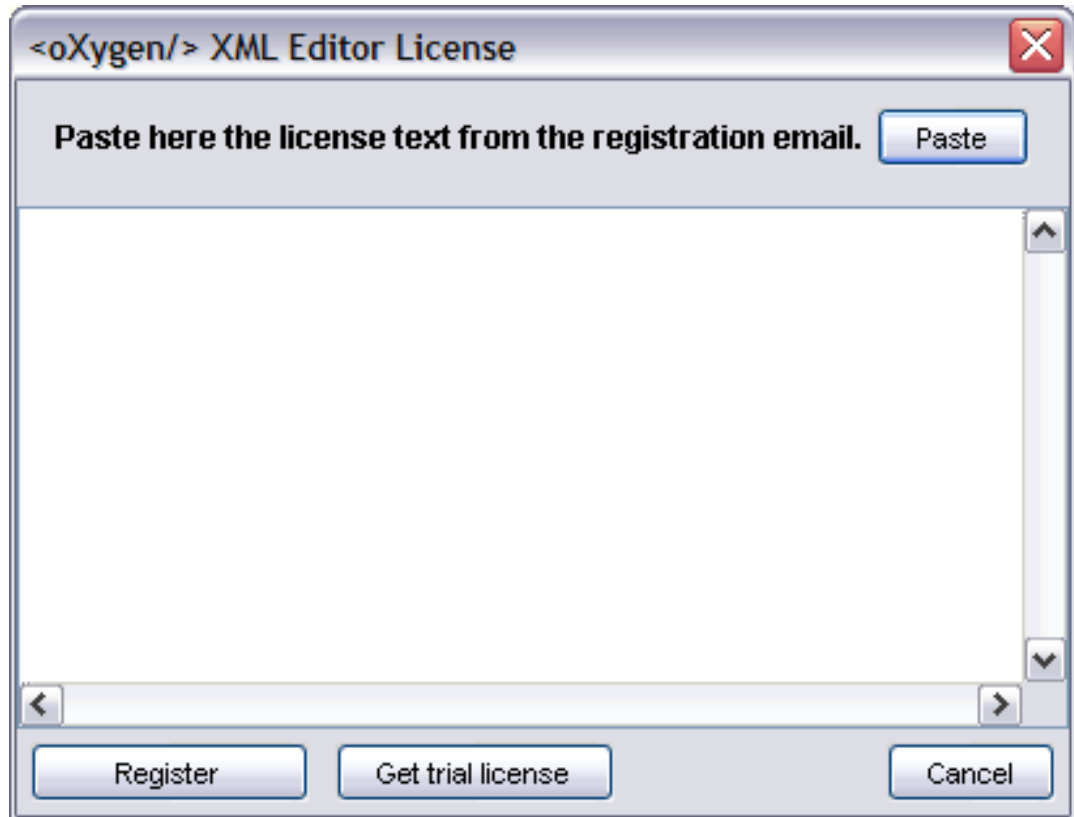 <oXygen/> XML Editor License
Paste here the license text from the registration email. Paste
Register Get trial license Cancel